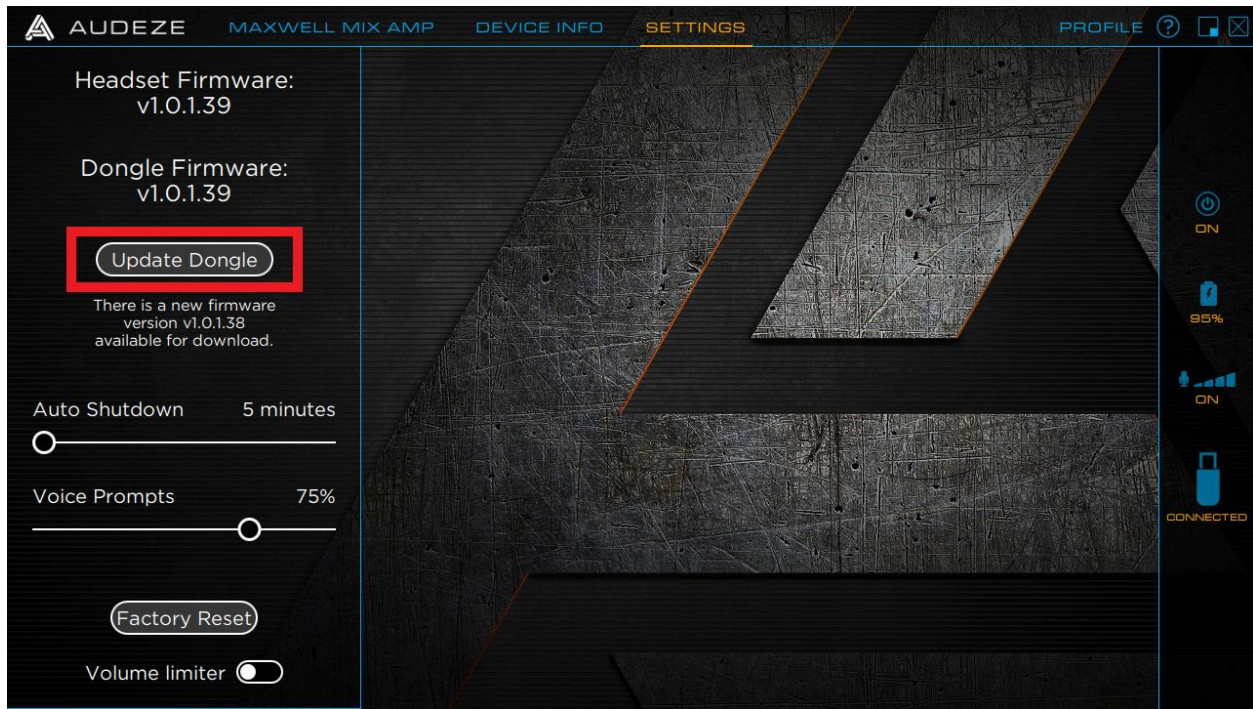 AUDEZE MAXWELL MIX AMP DEVICE INFO SETTINGS PROFILE ?
Headset Firmware:
v1.0.1.39
Dongle Firmware:
v1.0.1.39
Update Dongle
There is a new firmware
version v1.0.1.38
available for download.
Auto Shutdown 5 minutes
Voice Prompts 75%
Factory Reset
Volume limiter
ON
95%
ON
CONNECTED